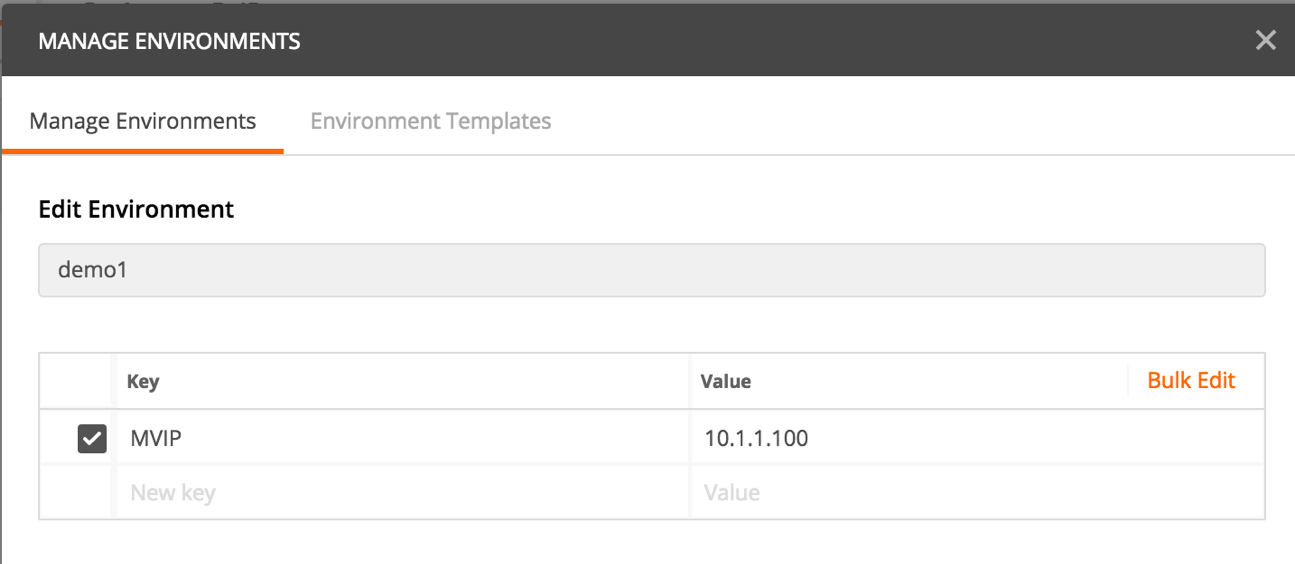 MANAGE ENVIRONMENTS
Manage Environments Environment Templates
Edit Environment
demo1
Key Value Bulk Edit
MVIP 10.1.1.100
New key Value